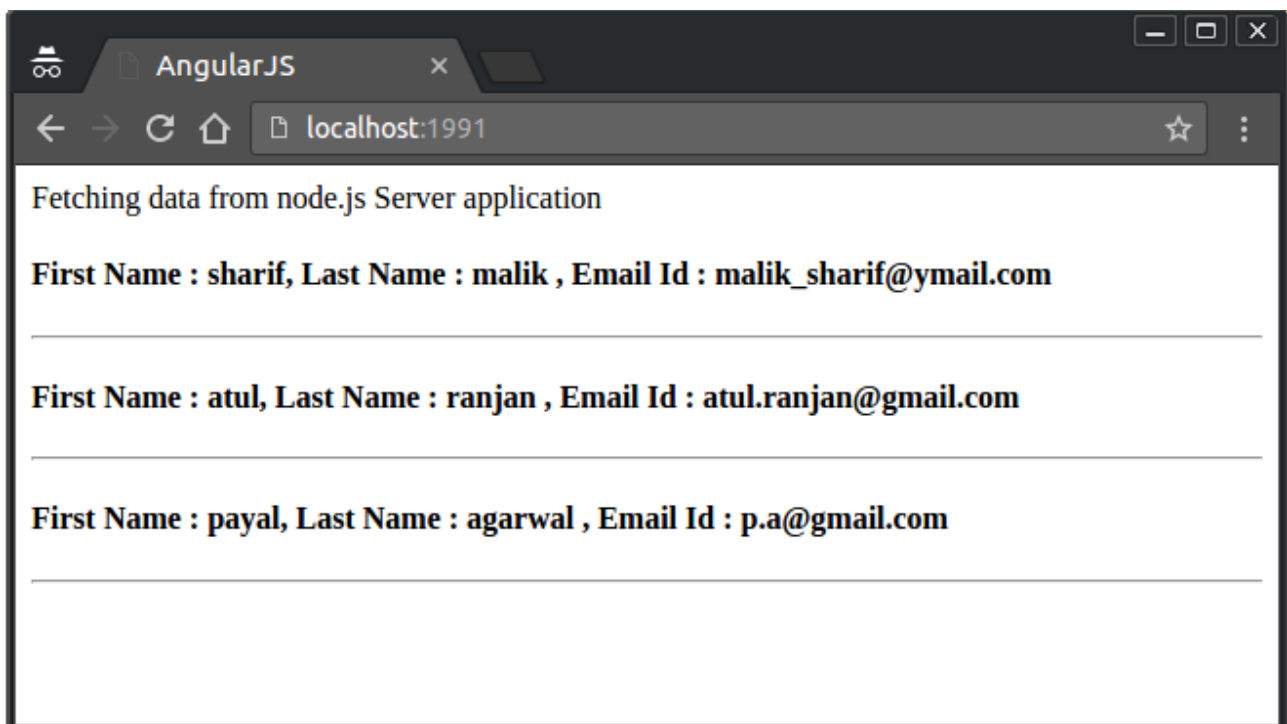 AngularJS
localhost:1991
Fetching data from node.js Server application
First Name : sharif, Last Name : malik , Email Id : malik_sharif@ymail.com
First Name : atul, Last Name : ranjan , Email Id : atul.ranjan@gmail.com
First Name : payal, Last Name : agarwal , Email Id : p.a@gmail.com